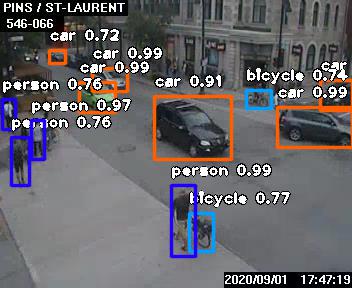 PINS / ST-LAURENT
546-066
car 0.72
car 0.99
car 0.99
car
bicycle 0.74
car 0.91
person 0.76
car 0.99
person 0.97
person 0.76
person 0.99
bicycle 0.77
2020/09/01 17:47:19